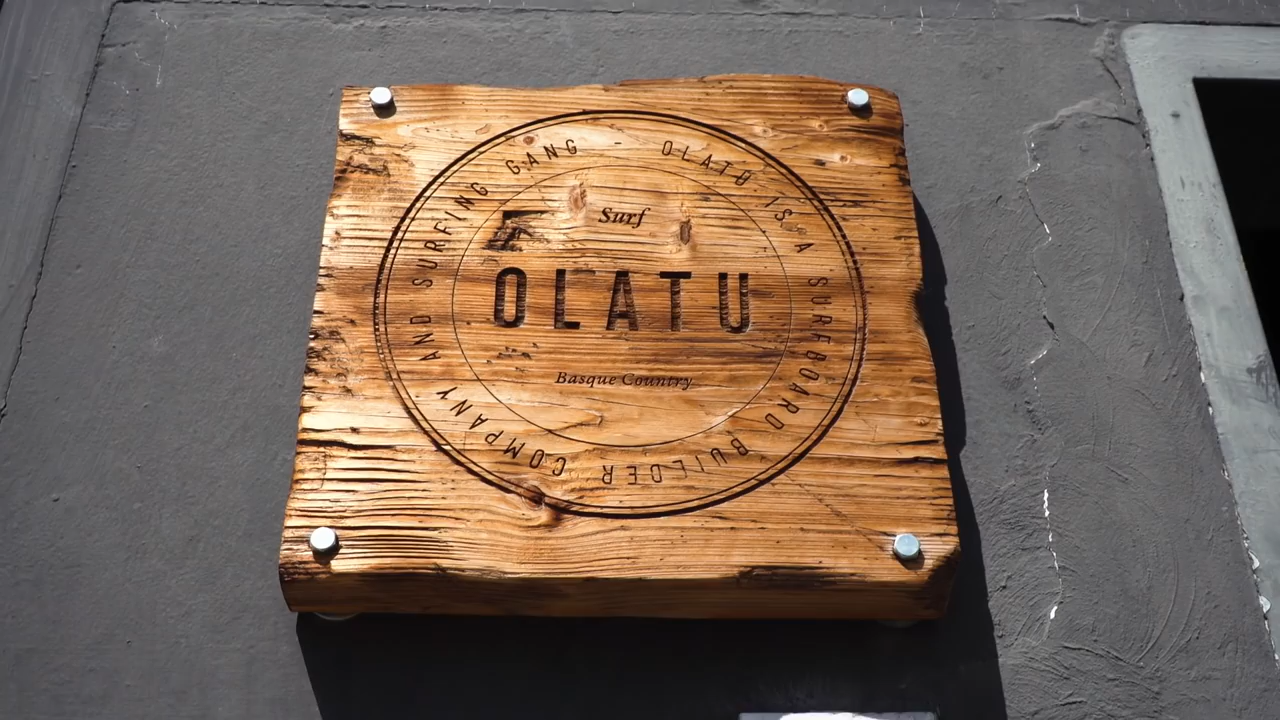 OLATU IS A SURFBOARD BUILDER COMPANY AND SURFING GANG -
Surf
OLATU
Basque Country